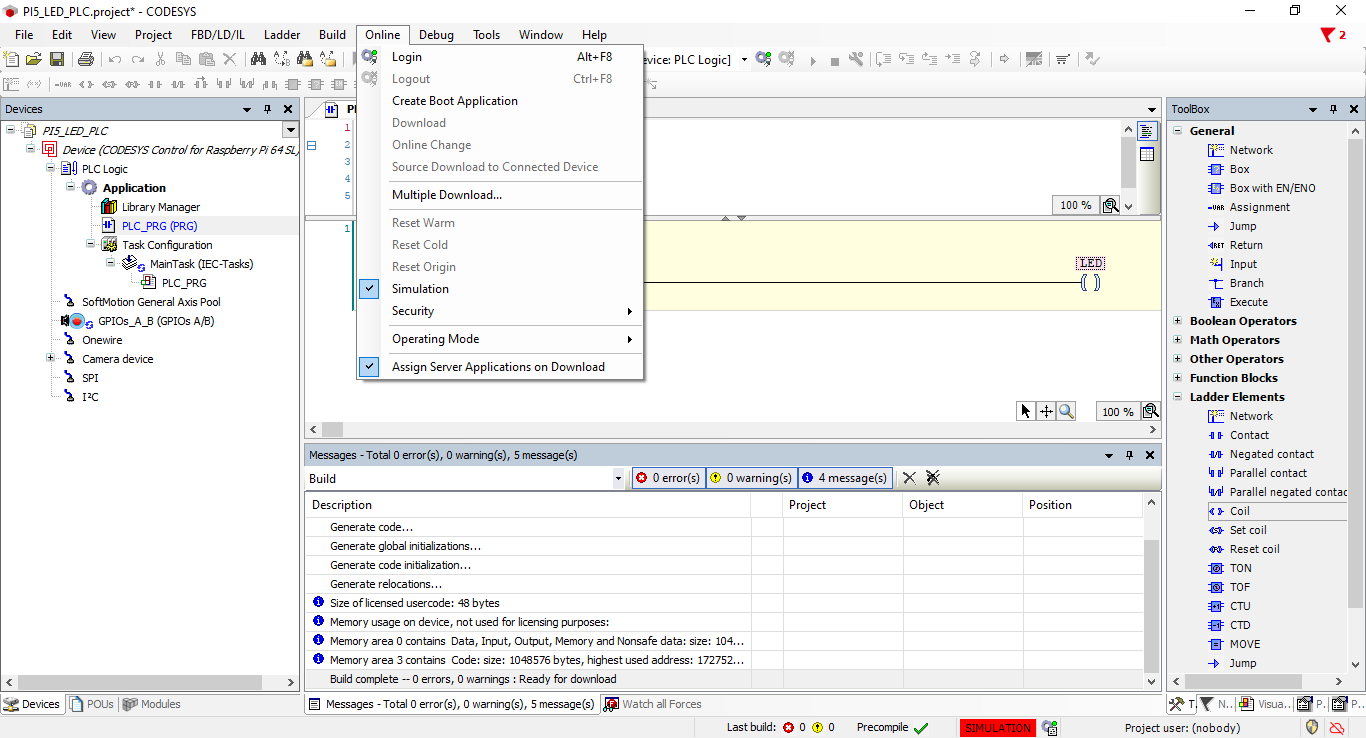 PI5_LED_PLC.project* - CODESYS
File Edit View Project FBD/LD/IL Ladder Build Online Debug Tools Window Help
2
Login Alt+F8
Logout Ctrl+F8
Create Boot Application
Download
Online Change
Source Download to Connected Device
Multiple Download...
Reset Warm
Reset Cold
Reset Origin
Simulation
Security
Operating Mode
Assign Server Applications on Download
Device: PLC Logic]
Devices
PI5_LED_PLC
Device (CODESYS Control for Raspberry Pi 64 SL)
PLC Logic
Application
Library Manager
PLC_PRG (PRG)
Task Configuration
MainTask (IEC-Tasks)
PLC_PRG
SoftMotion General Axis Pool
GPIOs_A_B (GPIOs A/B)
Onewire
Camera device
SPI
I²C
Devices POUs Modules
1
2
3
4
5
100 %
1
LED
100 %
Messages - Total 0 error(s), 0 warning(s), 5 message(s)
Build 0 error(s) 0 warning(s) 4 message(s)
Description Project Object Position
Generate code...
Generate global initializations...
Generate code initialization...
Generate relocations...
Size of licensed usercode: 48 bytes
Memory usage on device, not used for licensing purposes:
Memory area 0 contains Data, Input, Output, Memory and Nonsafe data: size: 104...
Memory area 3 contains Code: size: 1048576 bytes, highest used address: 172752...
Build complete -- 0 errors, 0 warnings : Ready for download
Messages - Total 0 error(s), 0 warning(s), 5 message(s) Watch all Forces
ToolBox
General
Network
Box
Box with EN/ENO
Assignment
Jump
Return
Input
Branch
Execute
Boolean Operators
Math Operators
Other Operators
Function Blocks
Ladder Elements
Network
Contact
Negated contact
Parallel contact
Parallel negated contac
Coil
Set coil
Reset coil
TON
TOF
CTU
CTD
MOVE
Jump
T.. N... Visua... P... P...
Last build: 0 0 Precompile SIMULATION Project user: (nobody)